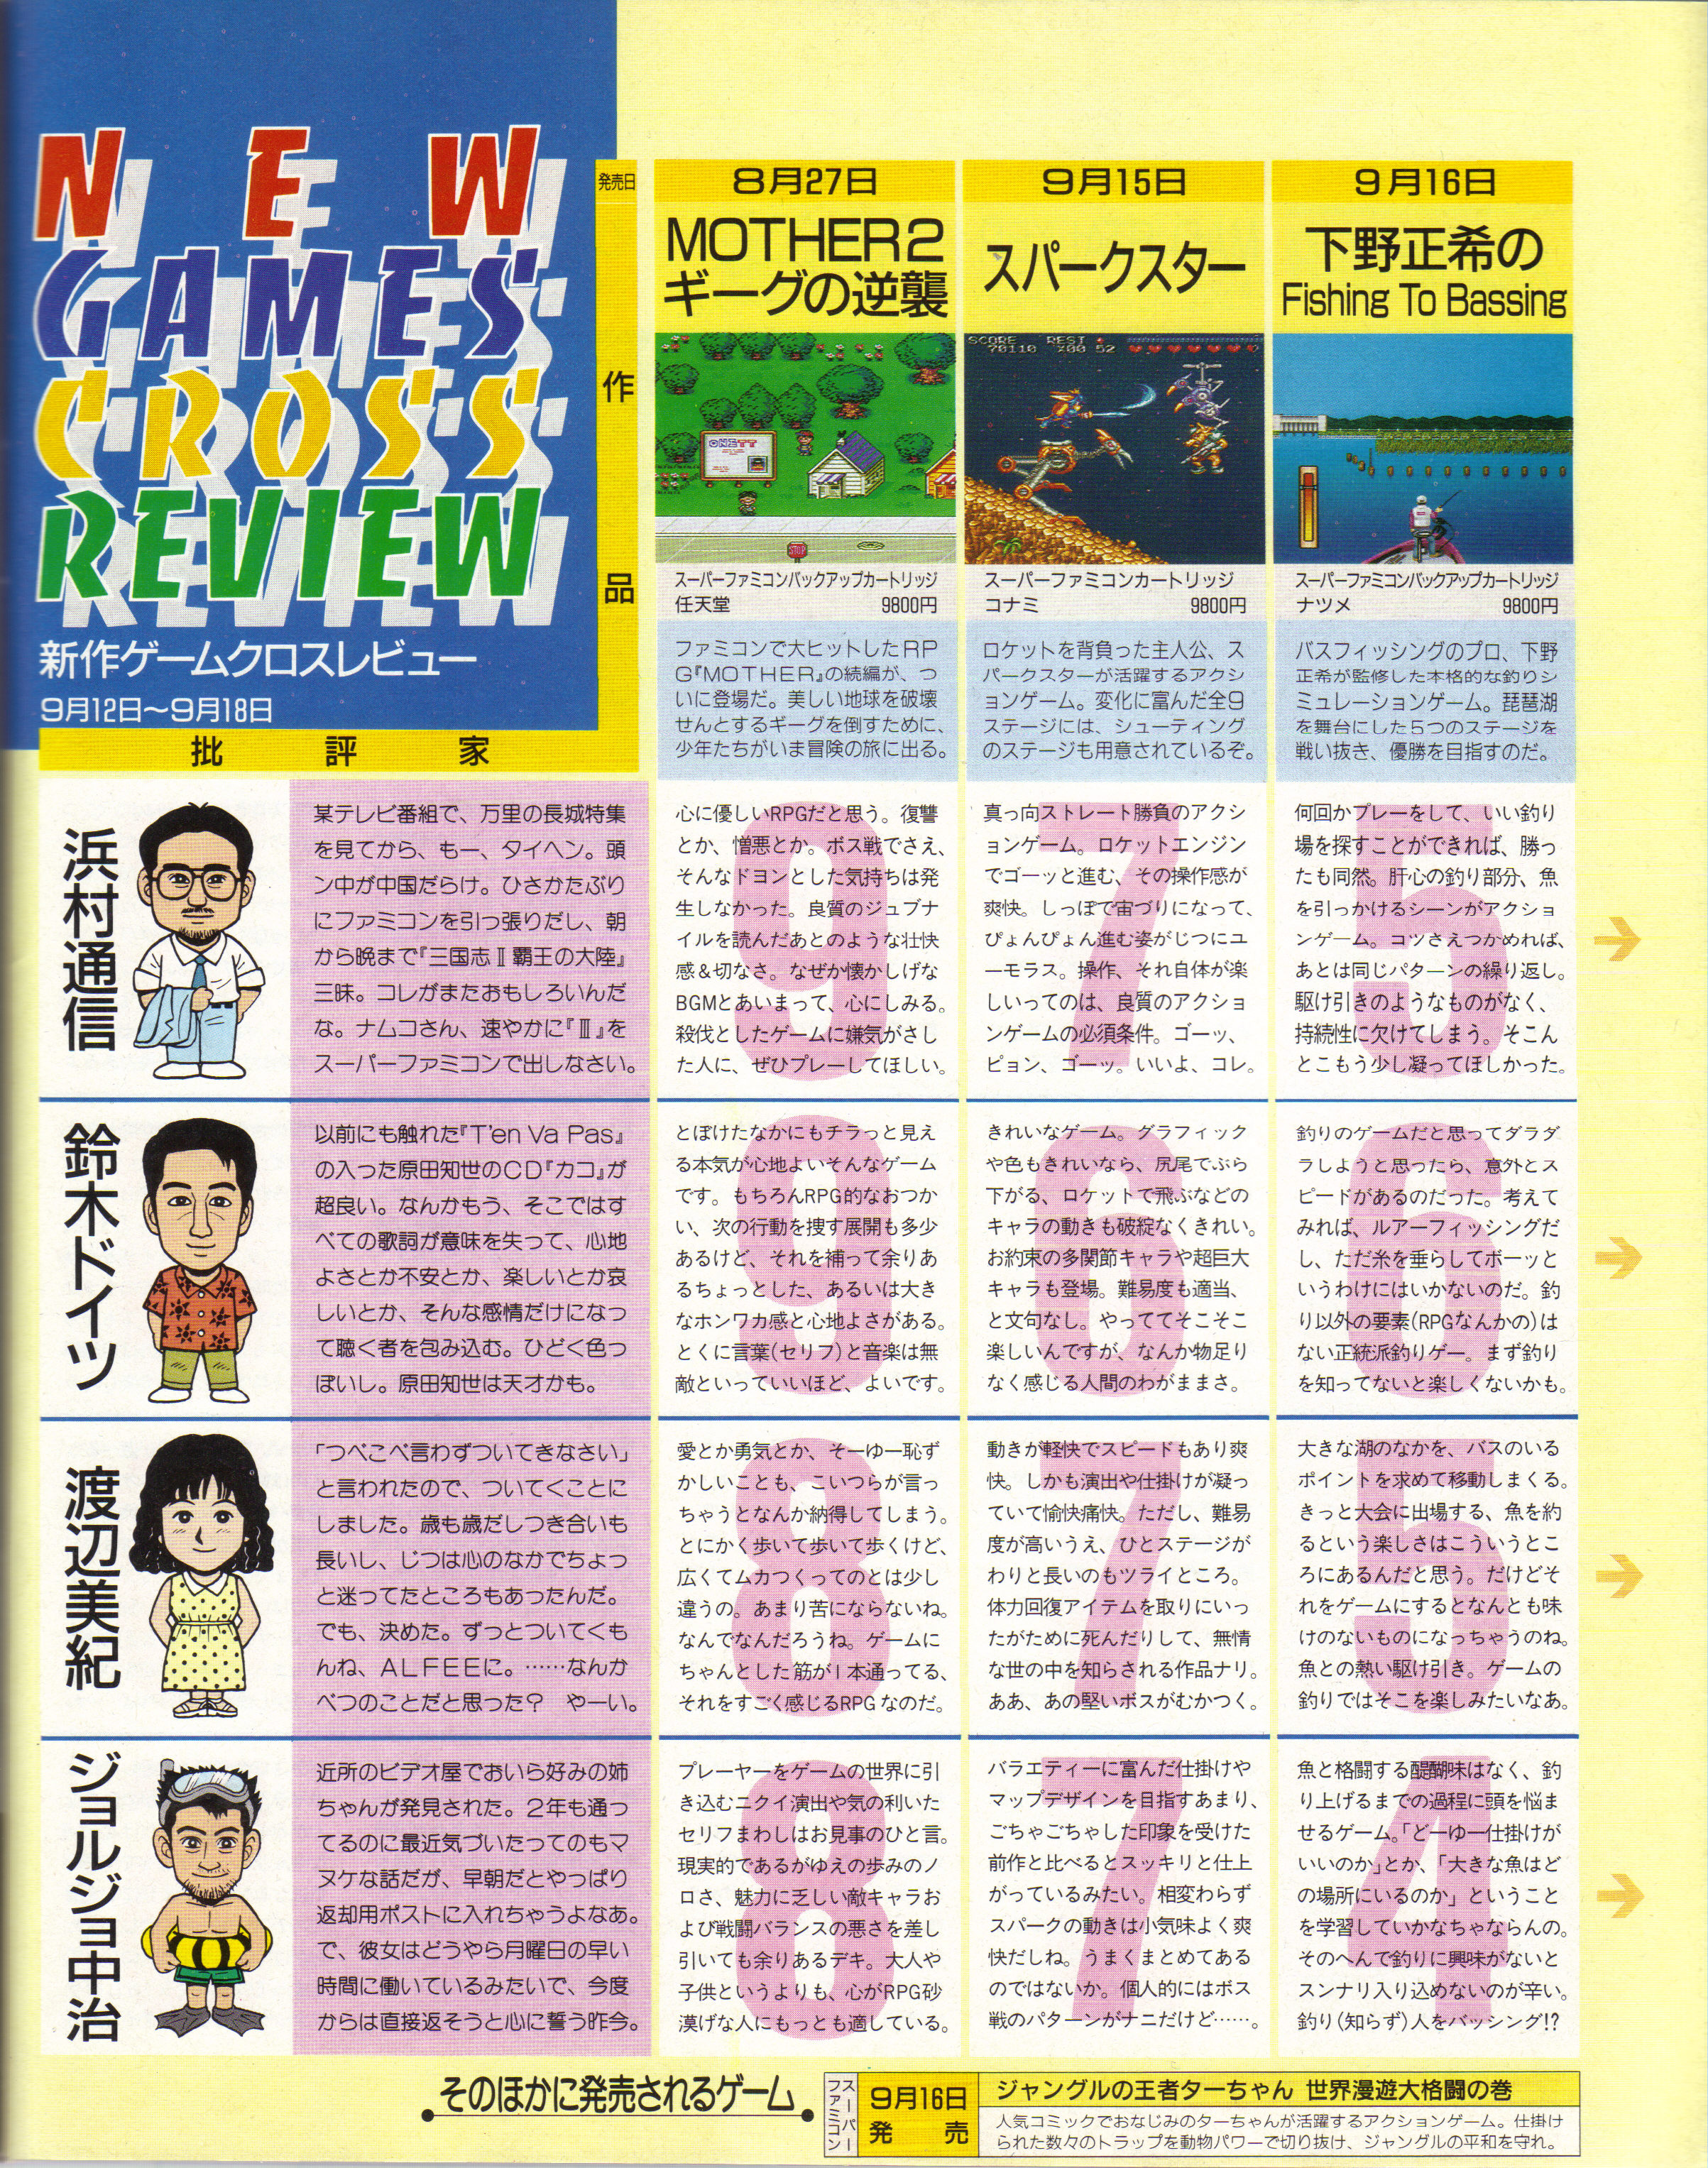 NEW
GAMES
CROSS
REVIEW
新作ゲームクロスレビュー
9月12日〜9月18日
発売日
作品
批評家
8月27日
MOTHER2
ギーグの逆襲
ONETT
STOP
スーパーファミコンバックアップカートリッジ
任天堂 9800円
ファミコンで大ヒットしたRP
G『MOTHER』の続編が、つ
いに登場だ。美しい地球を破壊
せんとするギーグを倒すために、
少年たちがいま冒険の旅に出る。
9月15日
スパークスター
SCORE REST
70110 ×00 52
スーパーファミコンカートリッジ
コナミ 9800円
ロケットを背負った主人公、ス
パークスターが活躍するアクシ
ョンゲーム。変化に富んだ全9
ステージには、シューティング
のステージも用意されているぞ。
9月16日
下野正希の
Fishing To Bassing
スーパーファミコンバックアップカートリッジ
ナツメ 9800円
バスフィッシングのプロ、下野
正希が監修した本格的な釣りシ
ミュレーションゲーム。琵琶湖
を舞台にした5つのステージを
戦い抜き、優勝を目指すのだ。
浜村通信
某テレビ番組で、万里の長城特集
を見てから、もー、タイヘン。頭
ン中が中国だらけ。ひさかたぶり
にファミコンを引っ張りだし、朝
から晩まで『三国志Ⅱ覇王の大陸』
三昧。コレがまたおもしろいんだ
な。ナムコさん、速やかに『Ⅲ』を
スーパーファミコンで出しなさい。
9
心に優しいRPGだと思う。復讐
とか、憎悪とか。ボス戦でさえ、
そんなドヨンとした気持ちは発
生しなかった。良質のジュブナ
イルを読んだあとのような壮快
感&切なさ。なぜか懐かしげな
BGMとあいまって、心にしみる。
殺伐としたゲームに嫌気がさし
た人に、ぜひプレーしてほしい。
7
真っ向ストレート勝負のアクシ
ョンゲーム。ロケットエンジン
でゴーッと進む、その操作感が
爽快。しっぽで宙づりになって、
ぴょんぴょん進む姿がじつにユ
ーモラス。操作、それ自体が楽
しいってのは、良質のアクショ
ンゲームの必須条件。ゴーッ、
ピョン、ゴーッ。いいよ、コレ。
5
何回かプレーをして、いい釣り
場を探すことができれば、勝っ
たも同然。肝心の釣り部分、魚
を引っかけるシーンがアクショ
ンゲーム。コツさえつかめれば、
あとは同じパターンの繰り返し。
駆け引きのようなものがなく、
持続性に欠けてしまう。そこん
とこもう少し凝ってほしかった。
鈴木ドイツ
以前にも触れた『T'en Va Pas』
の入った原田知世のCD『カコ』が
超良い。なんかもう、そこではす
べての歌詞が意味を失って、心地
よさとか不安とか、楽しいとか哀
しいとか、そんな感情だけになっ
て聴く者を包み込む。ひどく色っ
ぽいし。原田知世は天才かも。
9
とぼけたなかにもチラっと見え
る本気が心地よいそんなゲーム
です。もちろんRPG的なおつか
い、次の行動を捜す展開も多少
あるけど、それを補って余りあ
るちょっとした、あるいは大き
なホンワカ感と心地よさがある。
とくに言葉(セリフ)と音楽は無
敵といっていいほど、よいです。
6
きれいなゲーム。グラフィック
や色もきれいなら、尻尾でぶら
下がる、ロケットで飛ぶなどの
キャラの動きも破綻なくきれい。
お約束の多関節キャラや超巨大
キャラも登場。難易度も適当、
と文句なし。やっててそこそこ
楽しいんですが、なんか物足り
なく感じる人間のわがままさ。
6
釣りのゲームだと思ってダラダ
ラしようと思ったら、意外とス
ピードがあるのだった。考えて
みれば、ルアーフィッシングだ
し、ただ糸を垂らしてボーッと
いうわけにはいかないのだ。釣
り以外の要素(RPGなんかの)は
ない正統派釣りゲー。まず釣り
を知ってないと楽しくないかも。
渡辺美紀
「つべこべ言わずついてきなさい」
と言われたので、ついてくことに
しました。歳も歳だしつき合いも
長いし、じつは心のなかでちょっ
と迷ってたところもあったんだ。
でも、決めた。ずっとついてくも
んね、ALFEEに。……なんか
べつのことだと思った? やーい。
8
愛とか勇気とか、そーゆー恥ず
かしいことも、こいつらが言っ
ちゃうとなんか納得してしまう。
とにかく歩いて歩いて歩くけど、
広くてムカつくってのとは少し
違うの。あまり苦にならないね。
なんでなんだろうね。ゲームに
ちゃんとした筋が1本通ってる、
それをすごく感じるRPGなのだ。
7
動きが軽快でスピードもあり爽
快。しかも演出や仕掛けが凝っ
ていて愉快痛快。ただし、難易
度が高いうえ、ひとステージが
わりと長いのもツライところ。
体力回復アイテムを取りにいっ
たがために死んだりして、無情
な世の中を知らされる作品ナリ。
ああ、あの堅いボスがむかつく。
5
大きな湖のなかを、バスのいる
ポイントを求めて移動しまくる。
きっと大会に出場する、魚を約
るという楽しさはこういうとこ
ろにあるんだと思う。だけどそ
れをゲームにするとなんとも味
けのないものになっちゃうのね。
魚との熱い駆け引き。ゲームの
釣りではそこを楽しみたいなあ。
ジョルジョ中治
近所のビデオ屋でおいら好みの姉
ちゃんが発見された。2年も通っ
てるのに最近気づいたってのもマ
ヌケな話だが、早朝だとやっぱり
返却用ポストに入れちゃうよなあ。
で、彼女はどうやら月曜日の早い
時間に働いているみたいで、今度
からは直接返そうと心に誓う昨今。
8
プレーヤーをゲームの世界に引
き込むニクイ演出や気の利いた
セリフまわしはお見事のひと言。
現実的であるがゆえの歩みのノ
ロさ、魅力に乏しい敵キャラお
よび戦闘バランスの悪さを差し
引いても余りあるデキ。大人や
子供というよりも、心がRPG砂
漠げな人にもっとも適している。
7
バラエティーに富んだ仕掛けや
マップデザインを目指すあまり、
ごちゃごちゃした印象を受けた
前作と比べるとスッキリと仕上
がっているみたい。相変わらず
スパークの動きは小気味よく爽
快だしね。うまくまとめてある
のではないか。個人的にはボス
戦のパターンがナニだけど……。
4
魚と格闘する醍醐味はなく、釣
り上げるまでの過程に頭を悩ま
せるゲーム。「どーゆー仕掛けが
いいのか」とか、「大きな魚はど
の場所にいるのか」ということ
を学習していかなちゃならんの。
そのへんで釣りに興味がないと
スンナリ入り込めないのが辛い。
釣り(知らず)人をバッシング!?
そのほかに発売されるゲーム
スーパーファミコン
9月16日
発売
ジャングルの王者ターちゃん 世界漫遊大格闘の巻
人気コミックでおなじみのターちゃんが活躍するアクションゲーム。仕掛け
られた数々のトラップを動物パワーで切り抜け、ジャングルの平和を守れ。